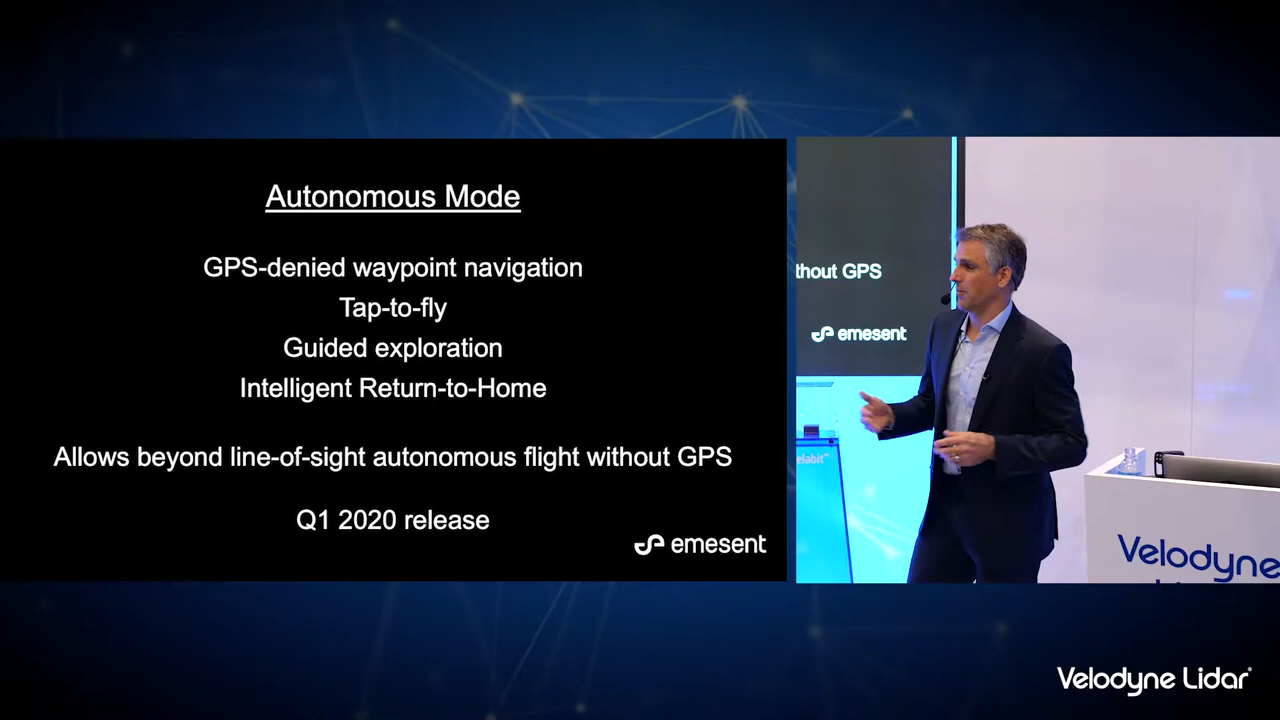 Autonomous Mode
GPS-denied waypoint navigation
Tap-to-fly
Guided exploration
Intelligent Return-to-Home
Allows beyond line-of-sight autonomous flight without GPS
Q1 2020 release
emesent
thout GPS
emesent
elabit™
Velodyne
Velodyne Lidar